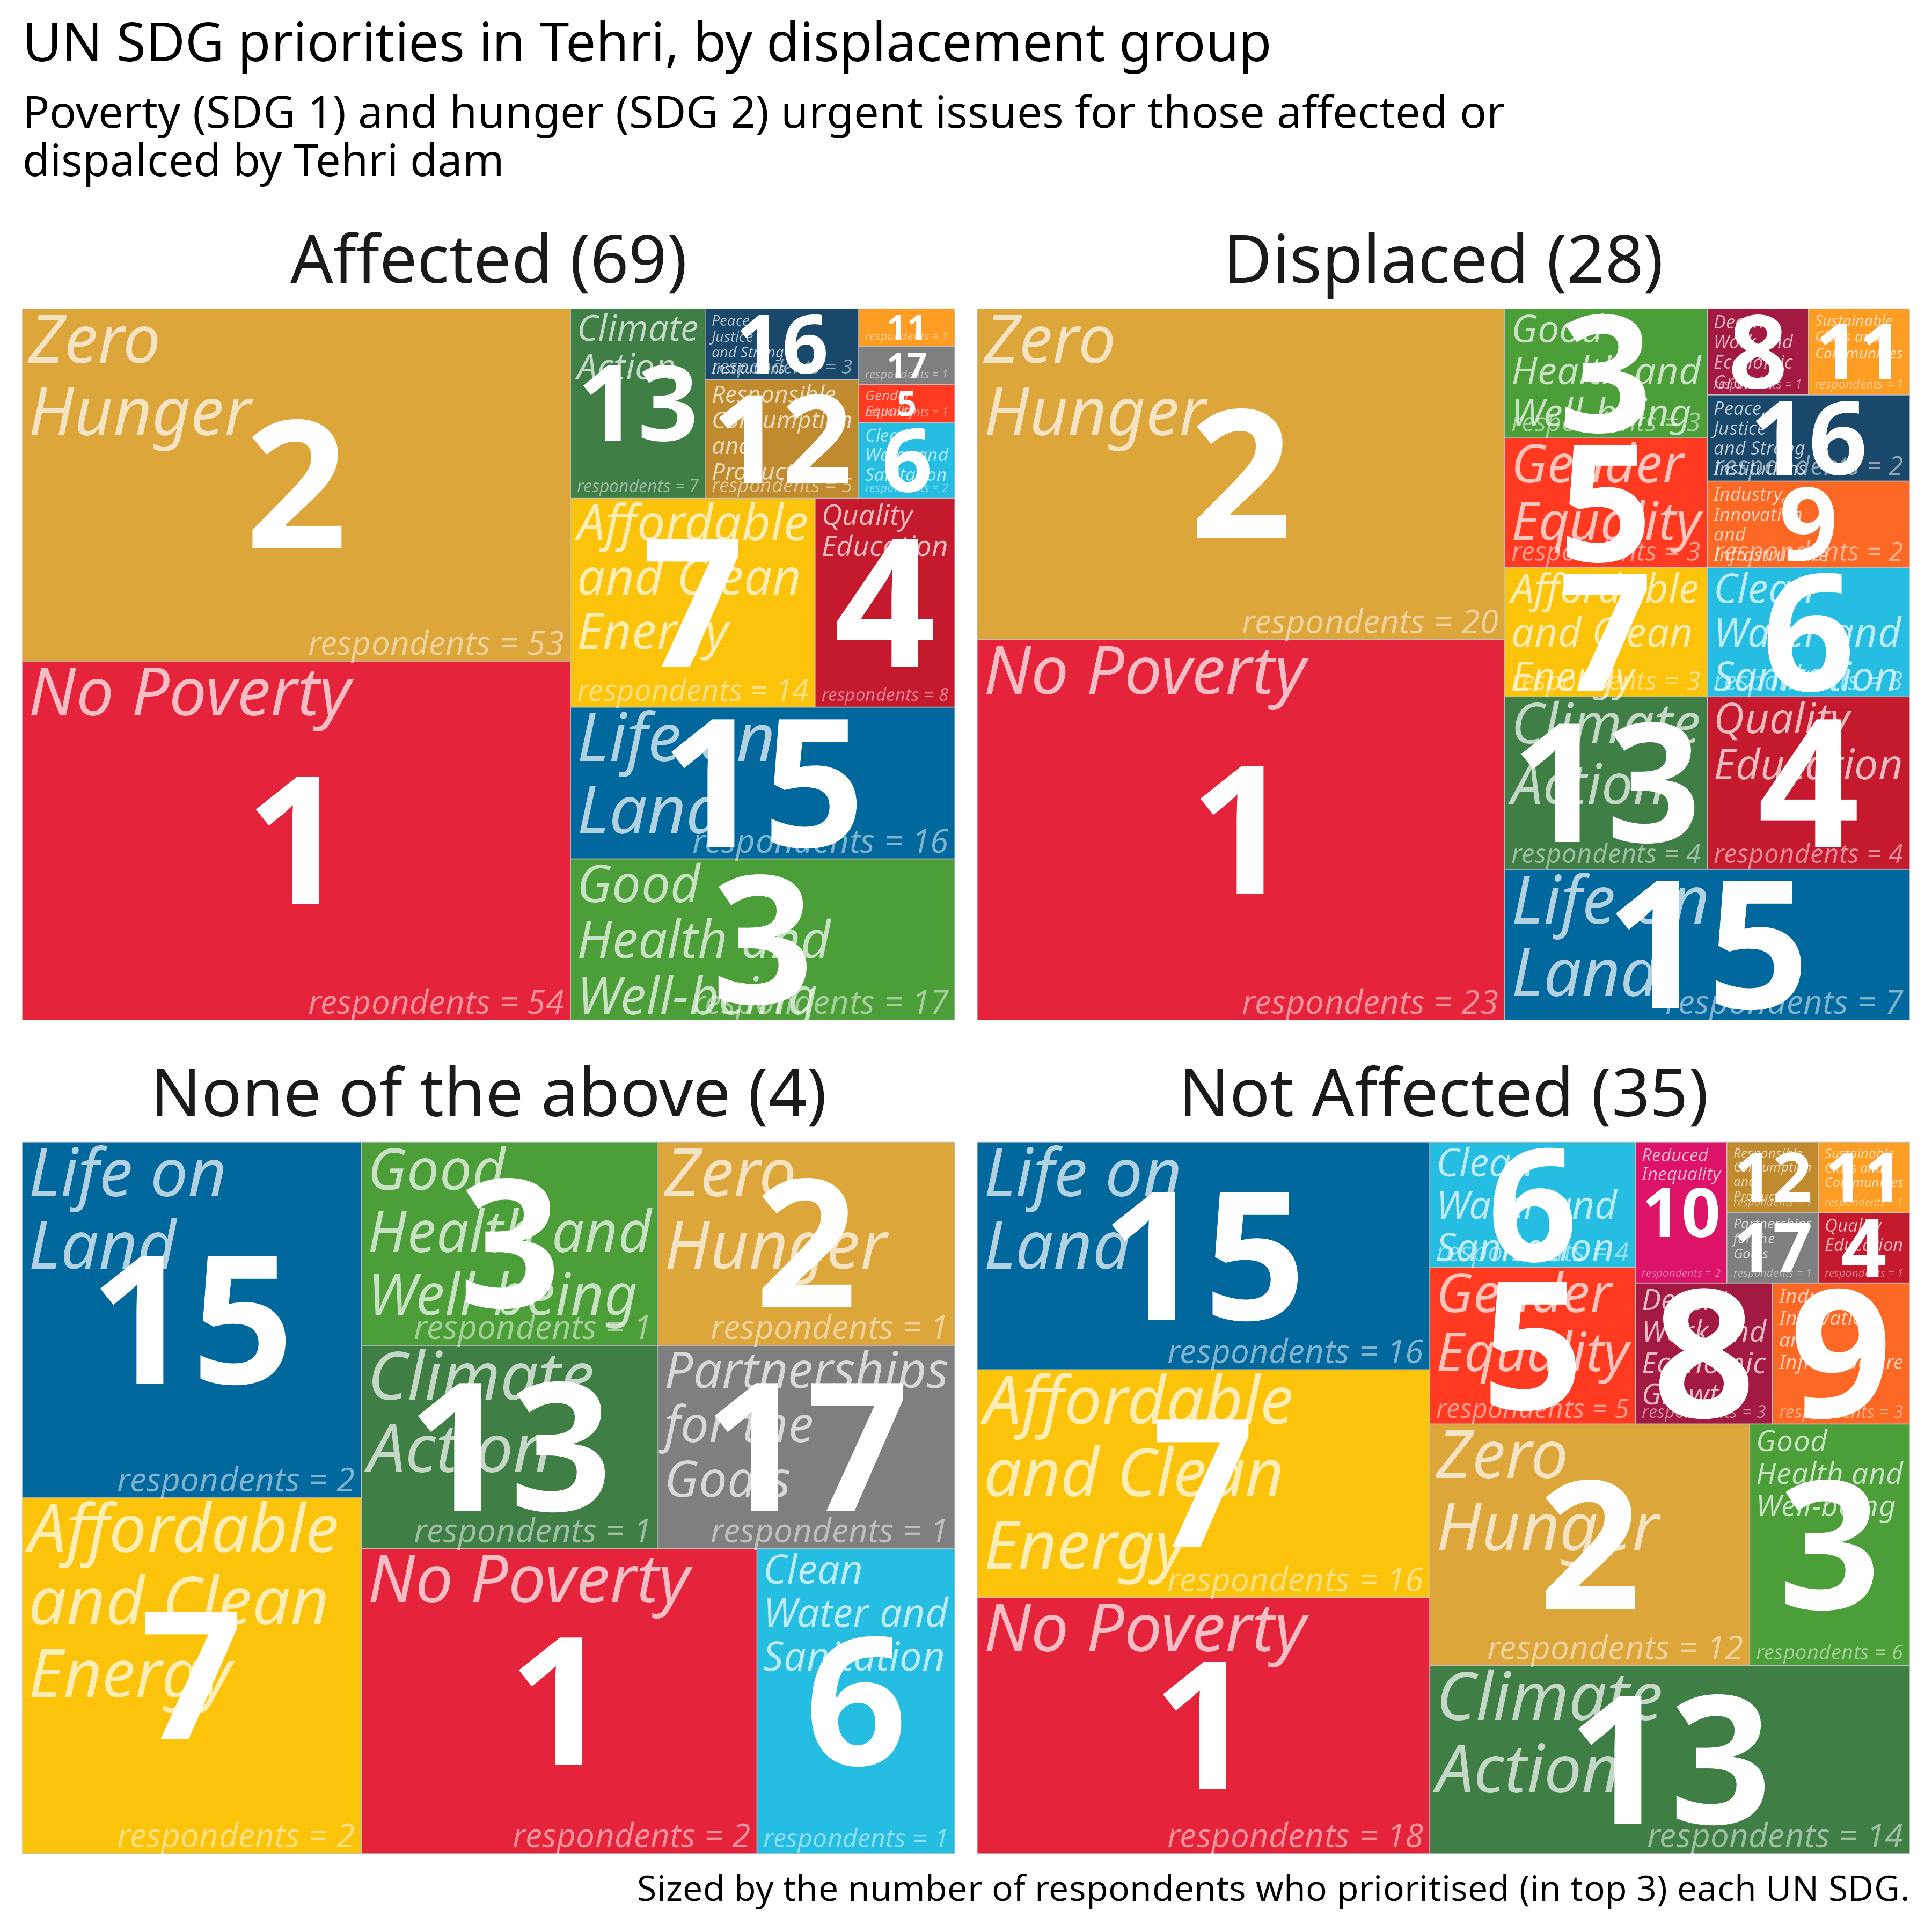 UN SDG priorities in Tehri, by displacement group
Poverty (SDG 1) and hunger (SDG 2) urgent issues for those affected or
dispalced by Tehri dam
Affected (69)
Zero
Hunger
2
respondents = 53
No Poverty
1
respondents = 54
Climate
Action
13
respondents = 7
Peace,
Justice
and Strong
Institutions
16
respondents = 3
11
respondents = 1
17
respondents = 1
Gender
Equality
5
respondents = 1
Responsible
Consumption
and
Production
12
respondents = 5
Clean
Water and
Sanitation
6
respondents = 2
Affordable
and Clean
Energy
7
respondents = 14
Quality
Education
4
respondents = 8
Life on
Land
15
respondents = 16
Good
Health and
Well-being
3
respondents = 17
Displaced (28)
Zero
Hunger
2
respondents = 20
No Poverty
1
respondents = 23
Good
Health and
Well-being
3
respondents = 3
Decent
Work and
Economic
Growth
8
respondents = 1
Sustainable
Cities and
Communities
11
respondents = 1
Peace,
Justice
and Strong
Institutions
16
respondents = 2
Gender
Equality
5
respondents = 3
Industry,
Innovation
and
Infrastructure
9
respondents = 2
Affordable
and Clean
Energy
7
respondents = 3
Clean
Water and
Sanitation
6
respondents = 3
Climate
Action
13
respondents = 4
Quality
Education
4
respondents = 4
Life on
Land
15
respondents = 7
None of the above (4)
Life on
Land
15
respondents = 2
Affordable
and Clean
Energy
7
respondents = 2
Good
Health and
Well-being
3
respondents = 1
Zero
Hunger
2
respondents = 1
Climate
Action
13
respondents = 1
Partnerships
for the
Goals
17
respondents = 1
No Poverty
1
respondents = 2
Clean
Water and
Sanitation
6
respondents = 1
Not Affected (35)
Life on
Land
15
respondents = 16
Affordable
and Clean
Energy
7
respondents = 16
No Poverty
1
respondents = 18
Clean
Water and
Sanitation
6
respondents = 4
Reduced
Inequality
10
respondents = 2
Responsible
Consumption
and
Production
12
respondents = 1
Sustainable
Cities and
Communities
11
respondents = 1
Partnerships
for the
Goals
17
respondents = 1
Quality
Education
4
respondents = 1
Gender
Equality
5
respondents = 5
Decent
Work and
Economic
Growth
8
respondents = 3
Industry,
Innovation
and
Infrastructure
9
respondents = 3
Zero
Hunger
2
respondents = 12
Good
Health and
Well-being
3
respondents = 6
Climate
Action
13
respondents = 14
Sized by the number of respondents who prioritised (in top 3) each UN SDG.